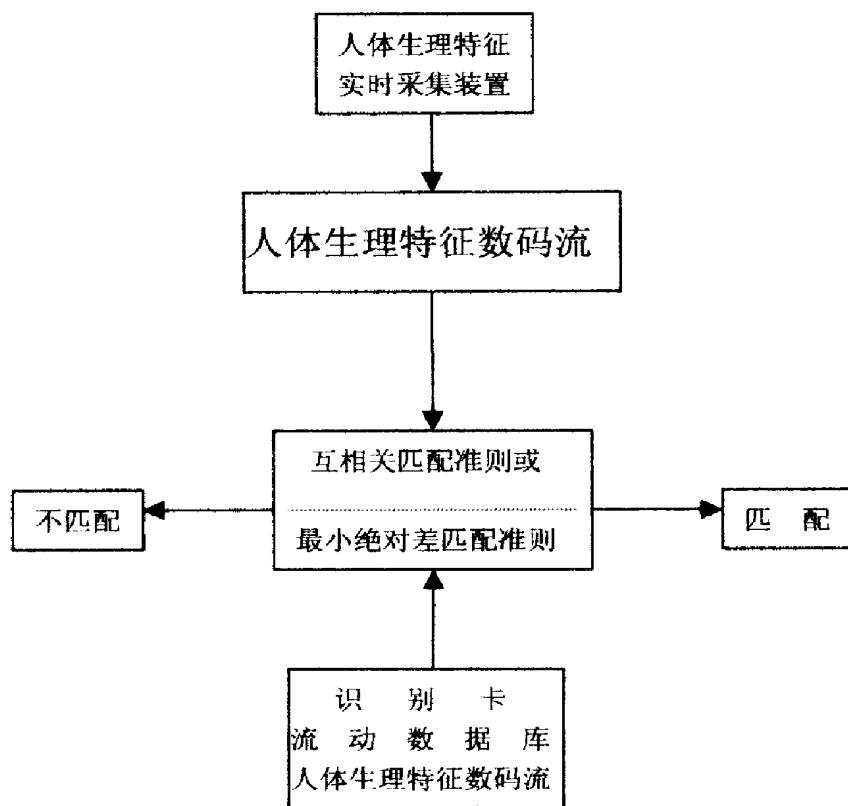 人体生理特征
实时采集装置
人体生理特征数码流
互相关匹配准则或
最小绝对差匹配准则
不匹配
匹 配
识 别 卡
流 动 数 据 库
人体生理特征数码流